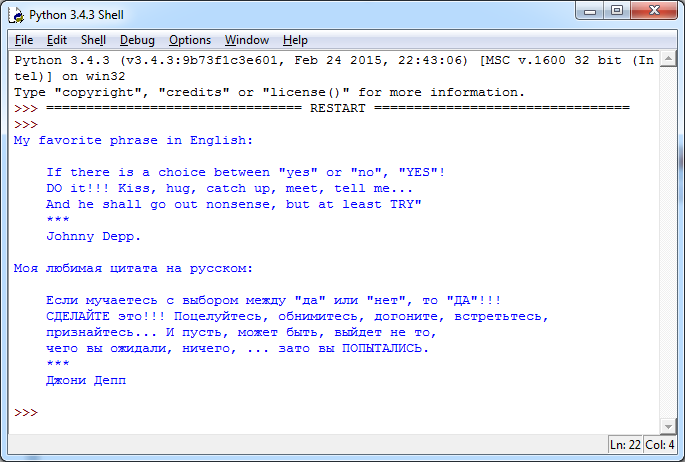 Python 3.4.3 Shell
File Edit Shell Debug Options Window Help
Python 3.4.3 (v3.4.3:9b73f1c3e601, Feb 24 2015, 22:43:06) [MSC v.1600 32 bit (In
tel)] on win32
Type "copyright", "credits" or "license()" for more information.
>>> ================================ RESTART ================================
>>>
My favorite phrase in English:
If there is a choice between "yes" or "no", "YES"!
DO it!!! Kiss, hug, catch up, meet, tell me...
And he shall go out nonsense, but at least TRY"
***
Johnny Depp.
Моя любимая цитата на русском:
Если мучаетесь с выбором между "да" или "нет", то "ДА"!!!
СДЕЛАЙТЕ это!!! Поцелуйтесь, обнимитесь, догоните, встретьтесь,
признайтесь... И пусть, может быть, выйдет не то,
чего вы ожидали, ничего, ... зато вы ПОПЫТАЛИСЬ.
***
Джони Депп
>>>
Ln: 22 Col: 4